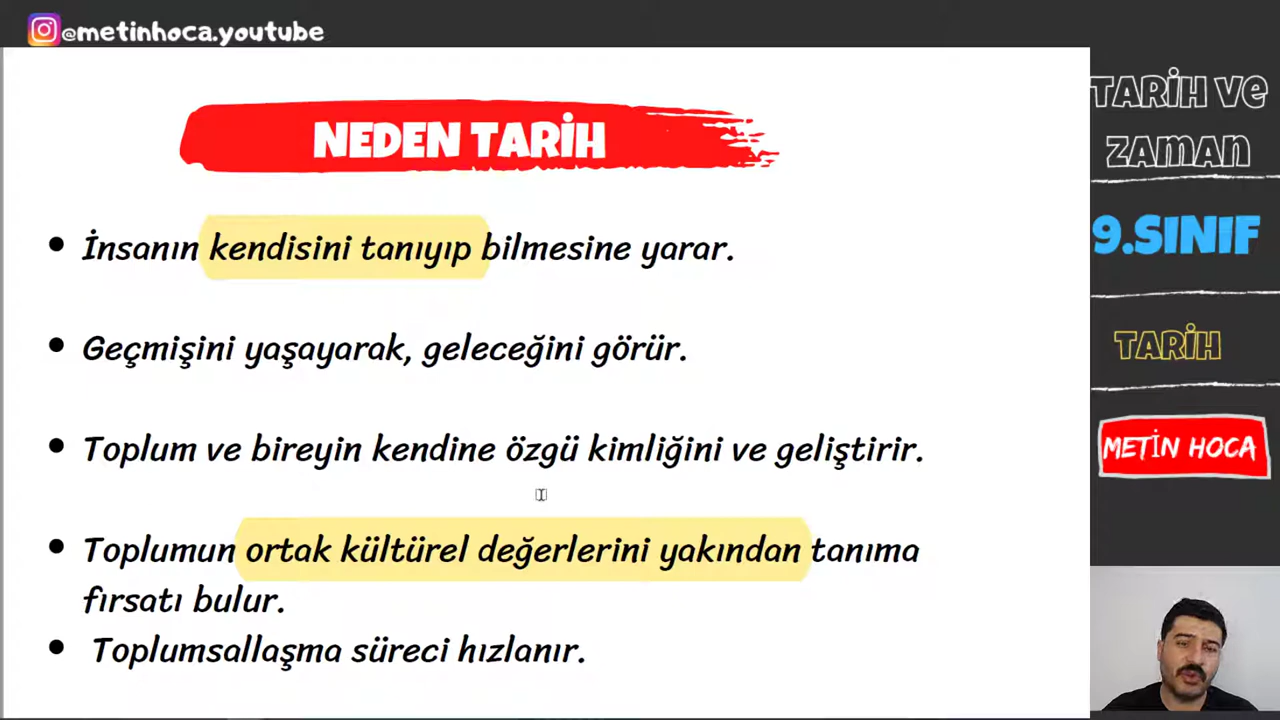 @metinhoca.youtube
NEDEN TARİH
• İnsanın kendisini tanıyıp bilmesine yarar.
• Geçmişini yaşayarak, geleceğini görür.
• Toplum ve bireyin kendine özgü kimliğini ve geliştirir.
• Toplumun ortak kültürel değerlerini yakından tanıma
fırsatı bulur.
• Toplumsallaşma süreci hızlanır.
TARİH ve
zaman
9.SINIF
TARİH
METİN HOCA